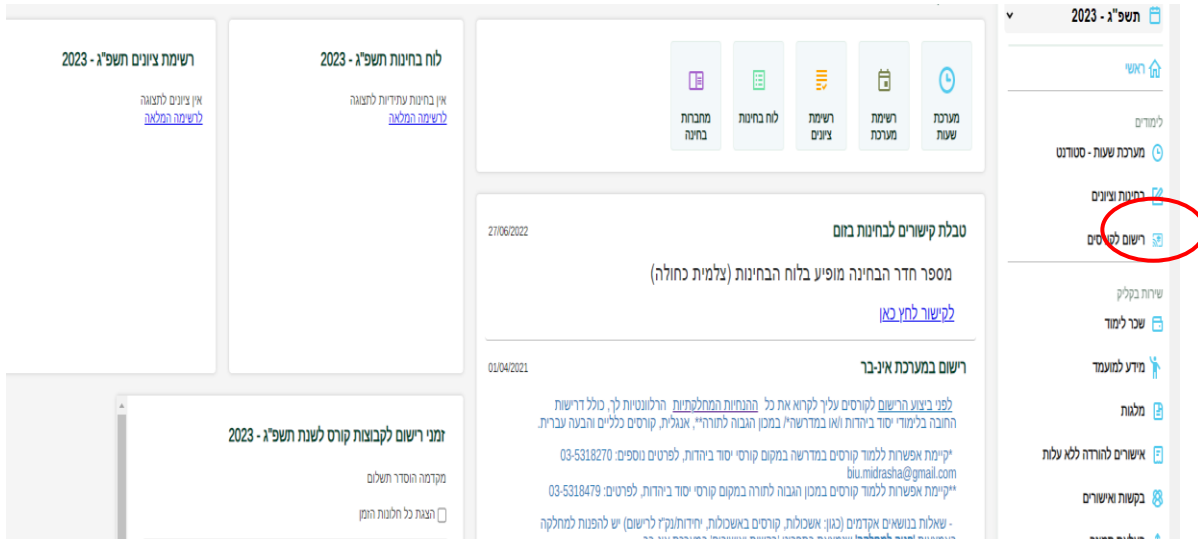 תשפ"ג - 2023
ראשי
לימודים
מערכת שעות - סטודנט
בחינות וציונים
רישום לקורסים
שירות בקליק
שכר לימוד
מידע למועמד
מלגות
אישורים להורדה ללא עלות
בקשות ואישורים
מערכת שעות
רשימת מערכת
רשימת ציונים
לוח בחינות
מחברות בחינה
טבלת קישורים לבחינות בזום
27/06/2022
מספר חדר הבחינה מופיע בלוח הבחינות (צלמית כחולה)
לקישור לחץ כאן
רישום במערכת אינ-בר
01/04/2021
לפני ביצוע הרישום לקורסים עליך לקרוא את כל ההנחיות המחלקתיות הרלוונטיות לך, כולל דרישות
החובה בלימודי יסוד ביהדות ו/או במדרשה*/ במכון הגבוה לתורה**, אנגלית, קורסים כלליים והבעה עברית.
*קיימת אפשרות ללמוד קורסים במדרשה במקום קורסי יסוד ביהדות, לפרטים נוספים: 03-5318270
biu.midrasha@gmail.com
**קיימת אפשרות ללמוד קורסים במכון הגבוה לתורה במקום קורסי יסוד ביהדות, לפרטים: 03-5318479
- שאלות בנושאים אקדמים (כגון: אשכולות, קורסים באשכולות, יחידות/נק"ז לרישום) יש להפנות למחלקה
לוח בחינות תשפ"ג - 2023
אין בחינות עתידיות לתצוגה
לרשימה המלאה
רשימת ציונים תשפ"ג - 2023
אין ציונים לתצוגה
לרשימה המלאה
זמני רישום לקבוצות קורס לשנת תשפ"ג - 2023
מקדמה הוסדר תשלום
הצגת כל חלונות הזמן